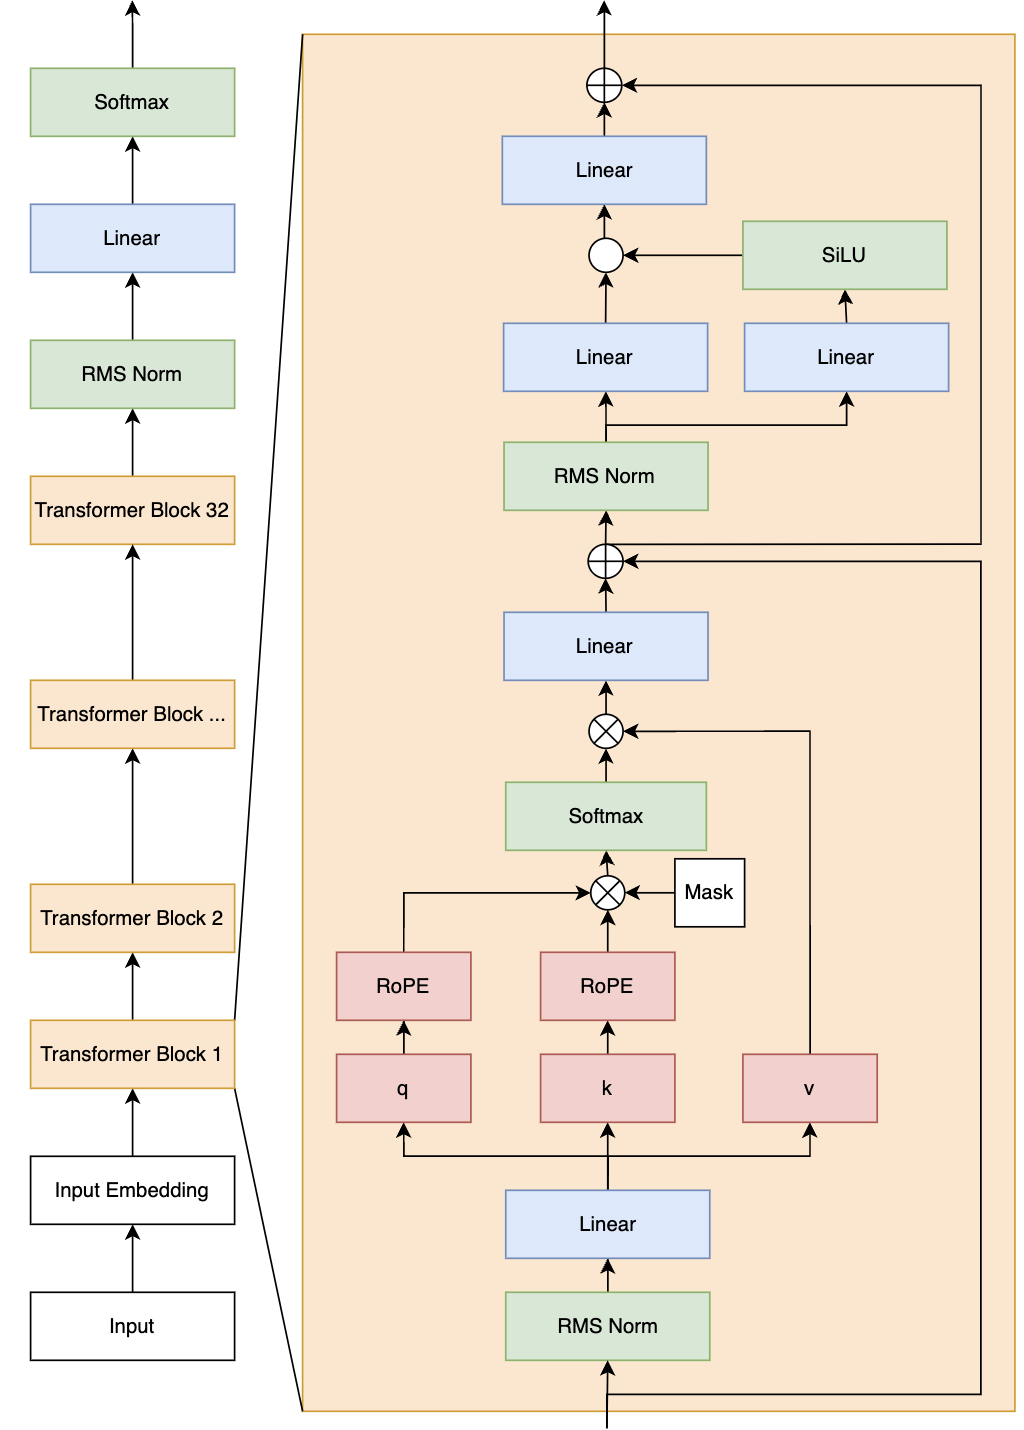 Softmax
Linear
RMS Norm
Transformer Block 32
Transformer Block ...
Transformer Block 2
Transformer Block 1
Input Embedding
Input
Linear
SiLU
Linear
Linear
RMS Norm
Linear
Softmax
Mask
RoPE
RoPE
q
k
v
Linear
RMS Norm